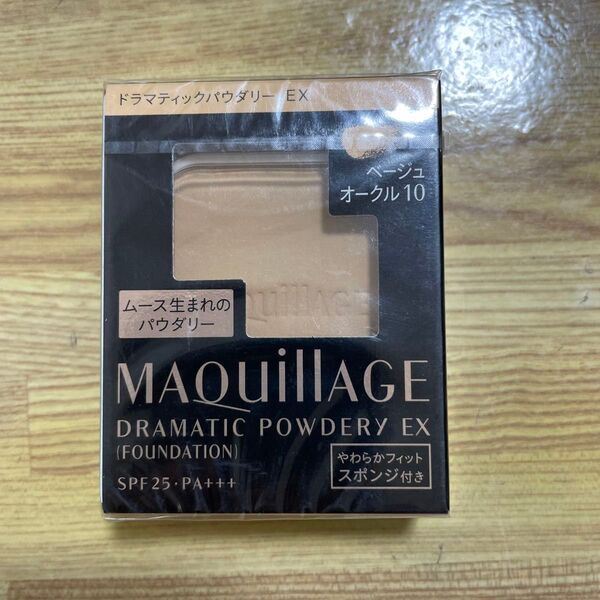 ドラマティックパウダリー EX
ベージュ
オークル10
QuillAGE
ムース生まれの
パウダリー
MAQuillAGE
DRAMATIC POWDERY EX
(FOUNDATION)
SPF25・PA+++
やわらかフィット
スポンジ付き